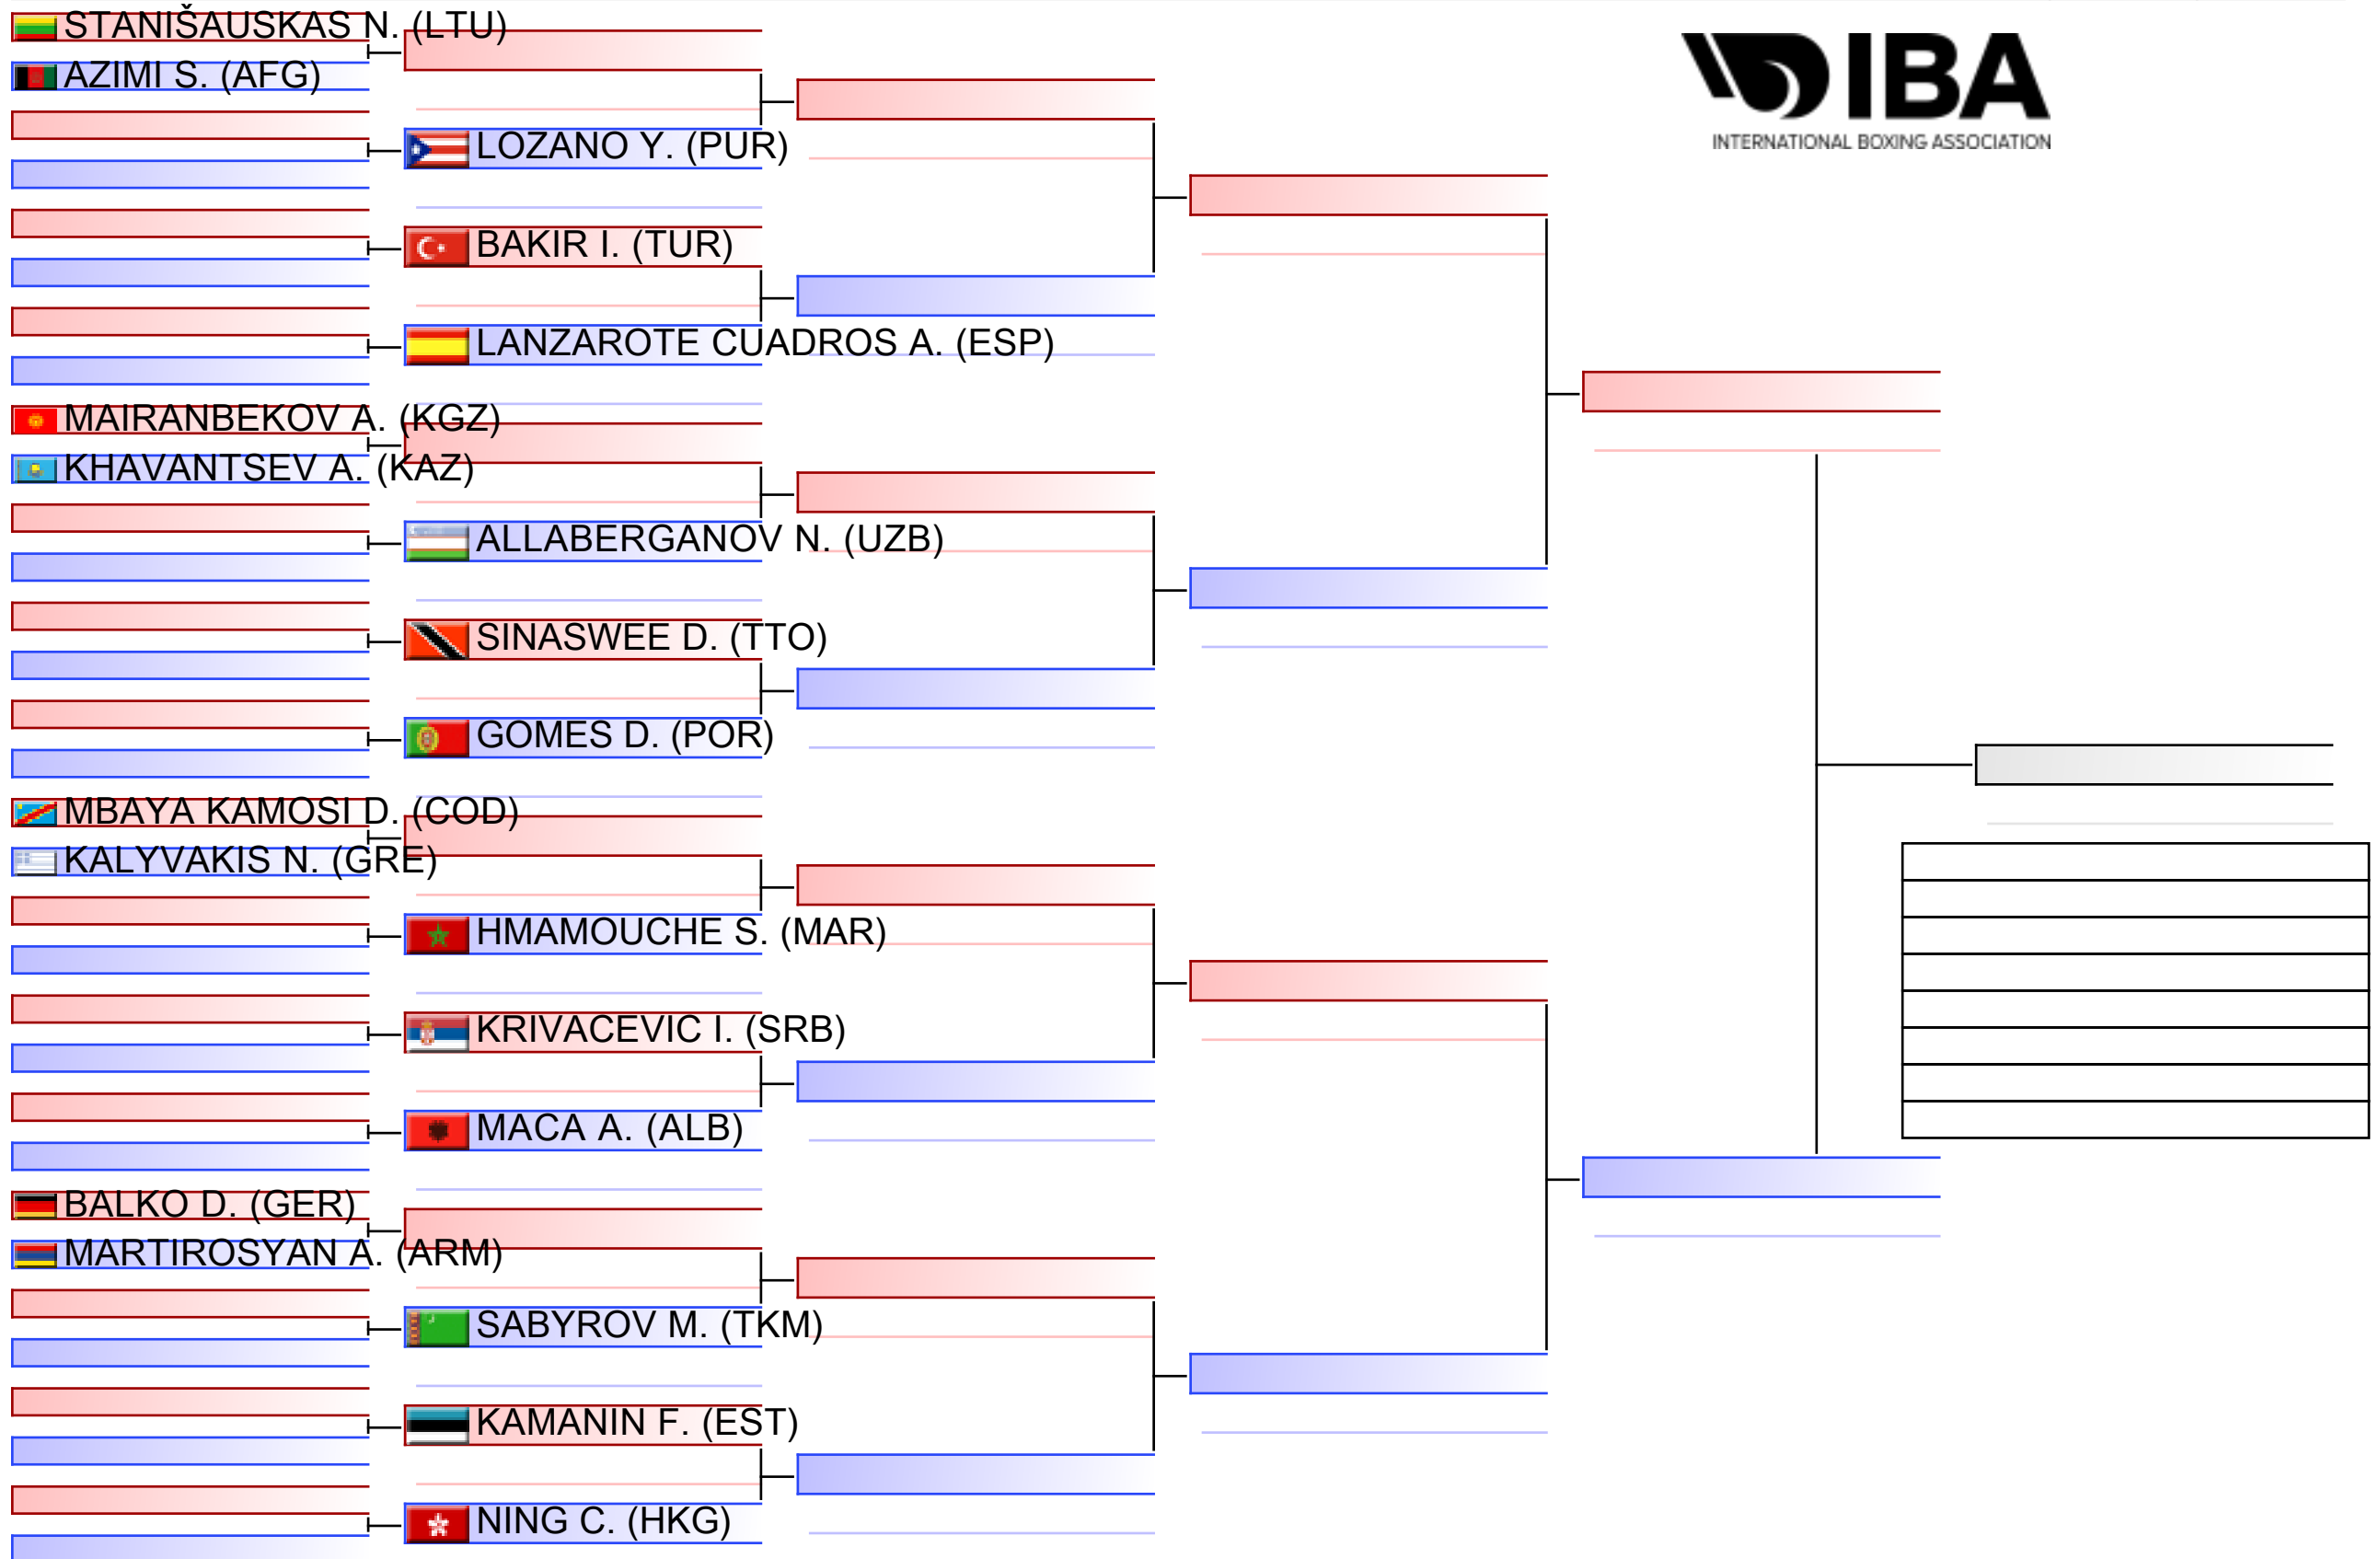 STANIŠAUSKAS N. (LTU)
AZIMI S. (AFG)
IBA
INTERNATIONAL BOXING ASSOCIATION
LOZANO Y. (PUR)
BAKIR I. (TUR)
LANZAROTE CUADROS A. (ESP)
MAIRANBEKOV A. (KGZ)
KHAVANTSEV A. (KAZ)
ALLABERGANOV N. (UZB)
SINASWEE D. (TTO)
GOMES D. (POR)
MBAYA KAMOSI D. (COD)
KALYVAKIS N. (GRE)
HMAMOUCHE S. (MAR)
KRIVACEVIC I. (SRB)
MACA A. (ALB)
BALKO D. (GER)
MARTIROSYAN A. (ARM)
SABYROV M. (TKM)
KAMANIN F. (EST)
NING C. (HKG)